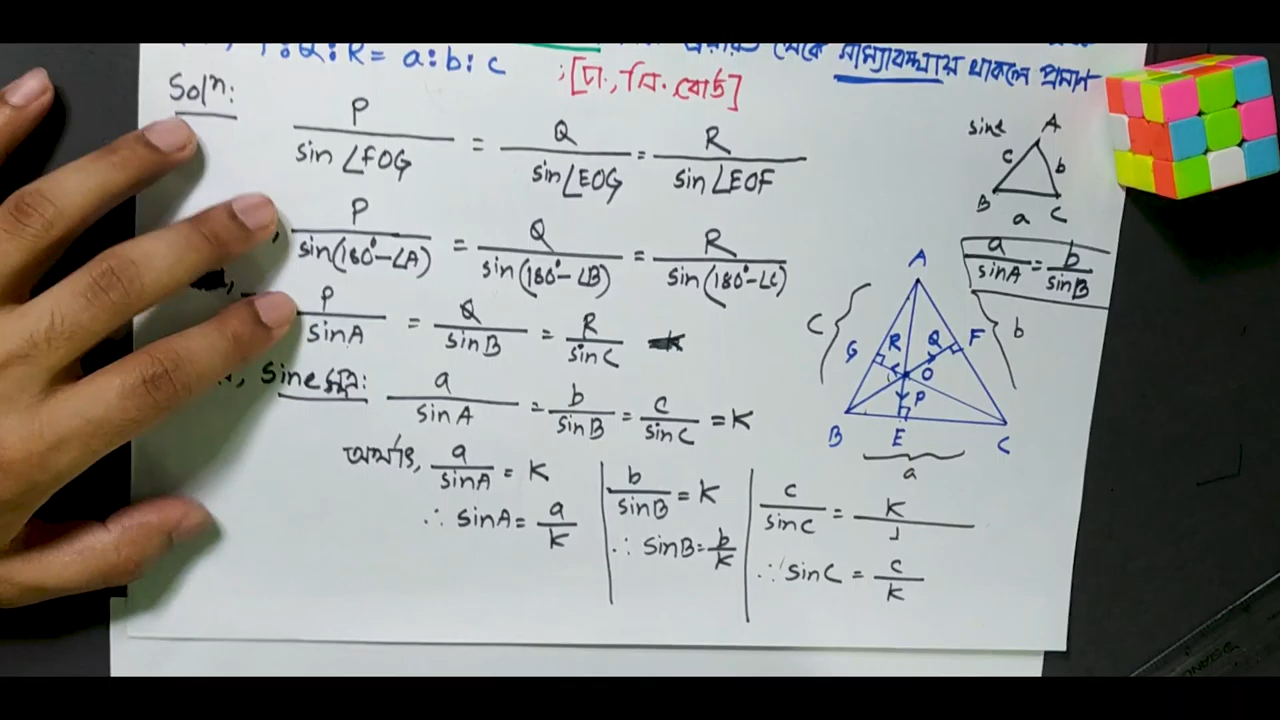 P:Q:R = a:b:c
থেকে সাম্যাবস্থায় থাকলে প্রমাণ
; [ঢা., সি. বোর্ড]
Solⁿ:
P/sin∠FOG = Q/sin∠EOG = R/sin∠EOF
P/sin(180°-∠A) = Q/sin(180°-∠B) = R/sin(180°-∠C)
P/sinA = Q/sinB = R/sinC
, Sine সূত্র: a/sinA = b/sinB = c/sinC = K
অর্থাৎ, a/sinA = K
∴ sinA = a/K
b/sinB = K
∴ sinB = b/K
c/sinC = K/1
∴ sinC = c/K
sine
A
c b
B C
a
a/sinA = b/sinB
A
c b
G R Q F
O
P
B E C
a